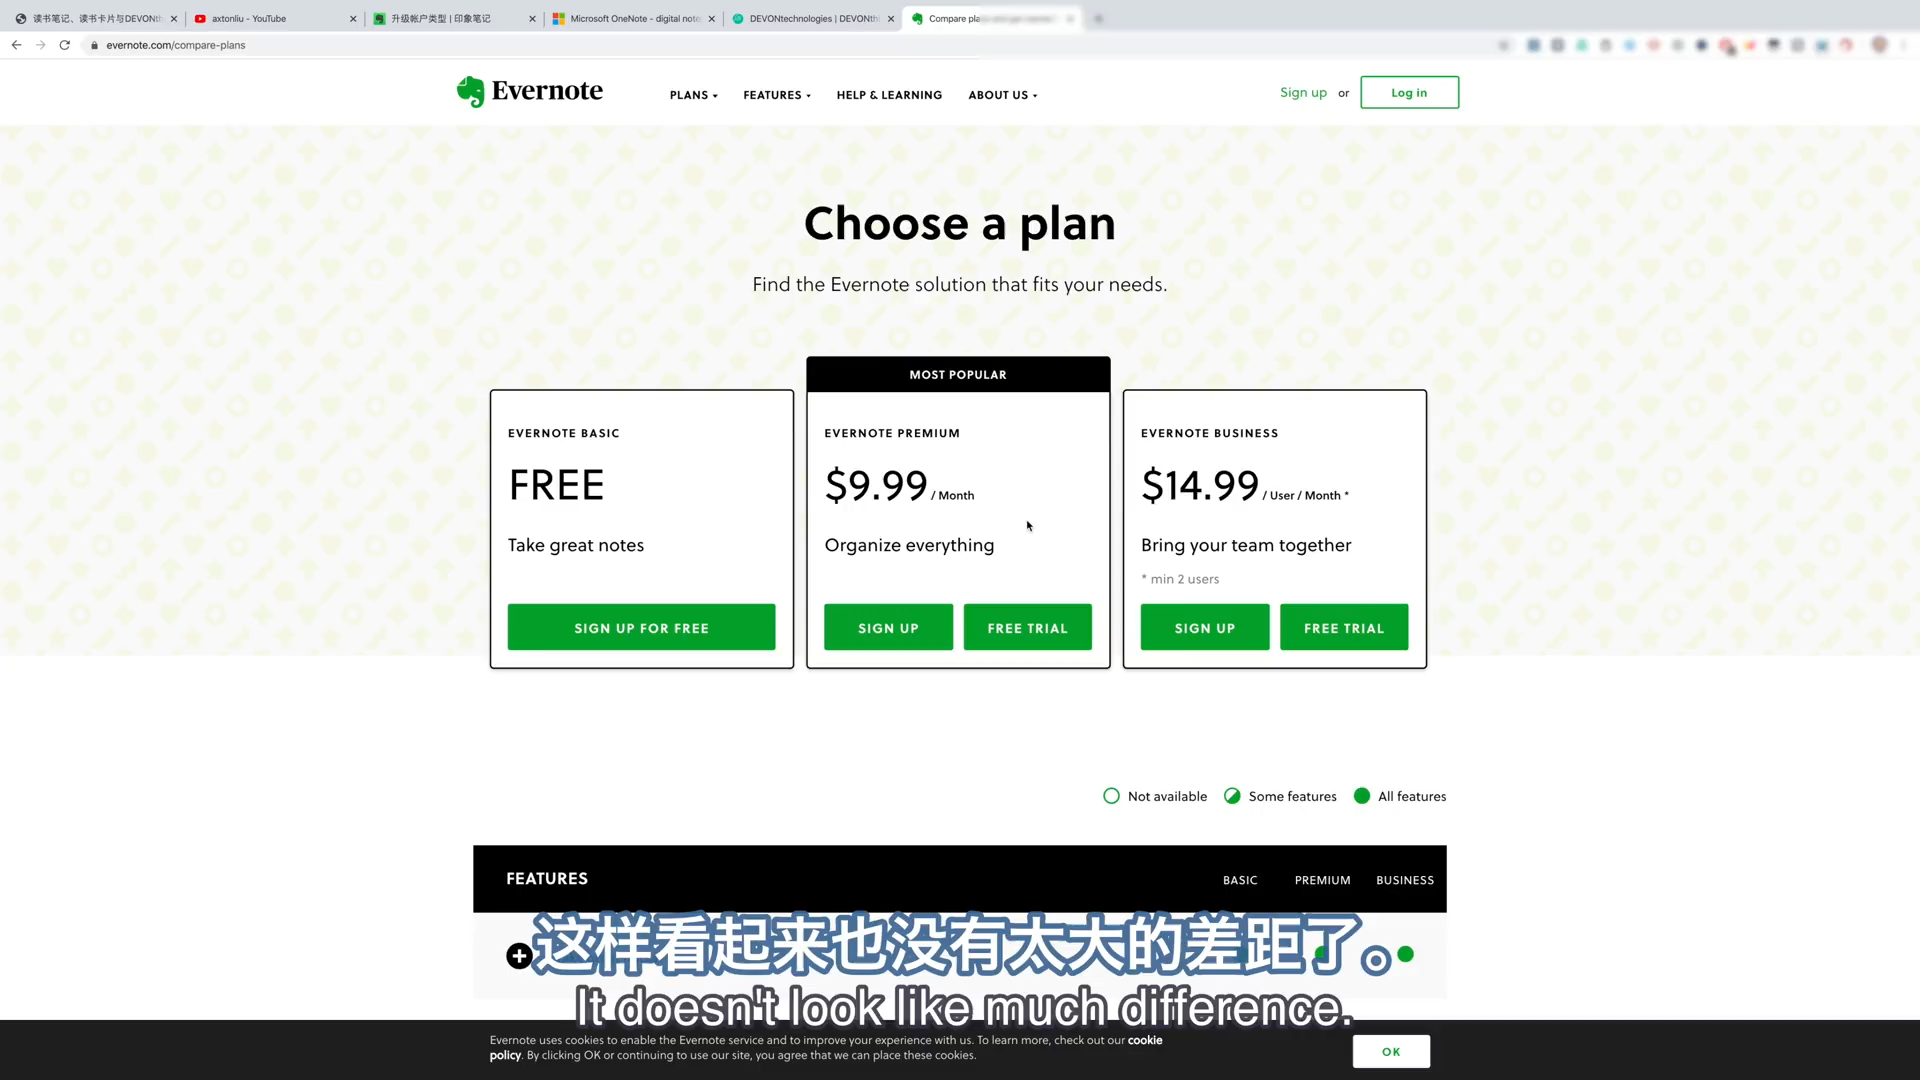 读书笔记、读书卡片与DEVONth
axtonliu - YouTube
升级帐户类型 | 印象笔记
Microsoft OneNote - digital note
DEVONtechnologies | DEVONthi
Compare pla
evernote.com/compare-plans
Evernote
PLANS
FEATURES
HELP & LEARNING
ABOUT US
Sign up or
Log in
Choose a plan
Find the Evernote solution that fits your needs.
MOST POPULAR
EVERNOTE BASIC
FREE
Take great notes
SIGN UP FOR FREE
EVERNOTE PREMIUM
$9.99 / Month
Organize everything
SIGN UP
FREE TRIAL
EVERNOTE BUSINESS
$14.99 / User / Month *
Bring your team together
* min 2 users
SIGN UP
FREE TRIAL
Not available
Some features
All features
FEATURES
BASIC
PREMIUM
BUSINESS
这样看起来也没有太大的差距了。
It doesn't look like much difference.
Evernote uses cookies to enable the Evernote service and to improve your experience with us. To learn more, check out our cookie
policy. By clicking OK or continuing to use our site, you agree that we can place these cookies.
OK